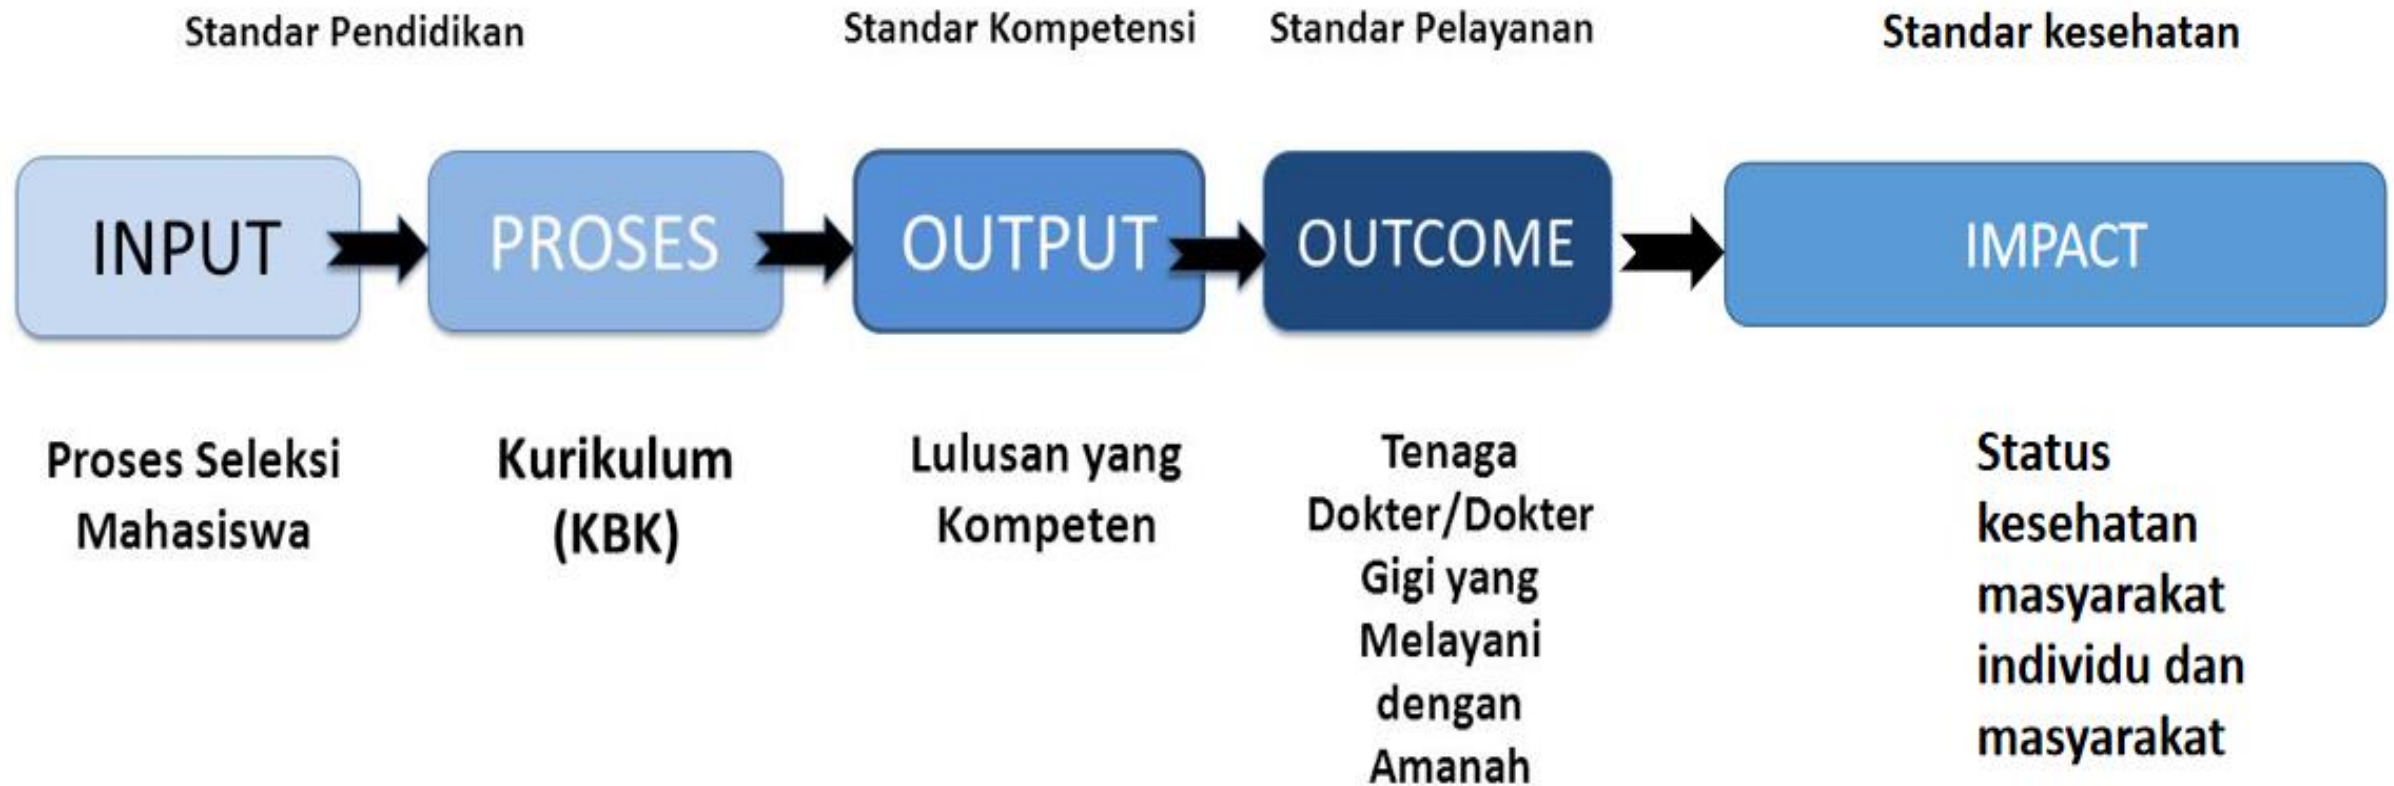 Standar Pendidikan
Standar Kompetensi
Standar Pelayanan
Standar kesehatan
INPUT
PROSES
OUTPUT
OUTCOME
IMPACT
Proses Seleksi
Mahasiswa
Kurikulum
(KBK)
Lulusan yang
Kompeten
Tenaga
Dokter/Dokter
Gigi yang
Melayani
dengan
Amanah
Status
kesehatan
masyarakat
individu dan
masyarakat